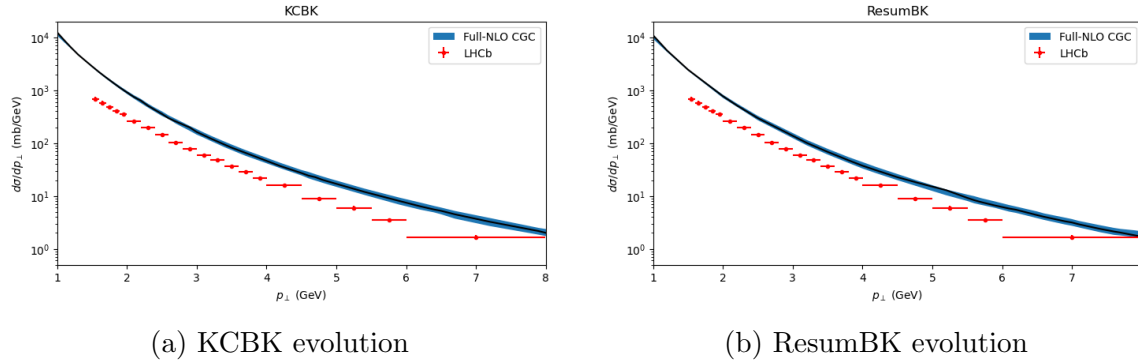 KCBK
Full-NLO CGC
LHCb
10⁴
10³
10²
10¹
10⁰
dσ/dp⊥ (mb/GeV)
1 2 3 4 5 6 7 8
p⊥ (GeV)
(a) KCBK evolution
ResumBK
Full-NLO CGC
LHCb
10⁴
10³
10²
10¹
10⁰
dσ/dp⊥ (mb/GeV)
1 2 3 4 5 6 7
p⊥ (GeV)
(b) ResumBK evolution